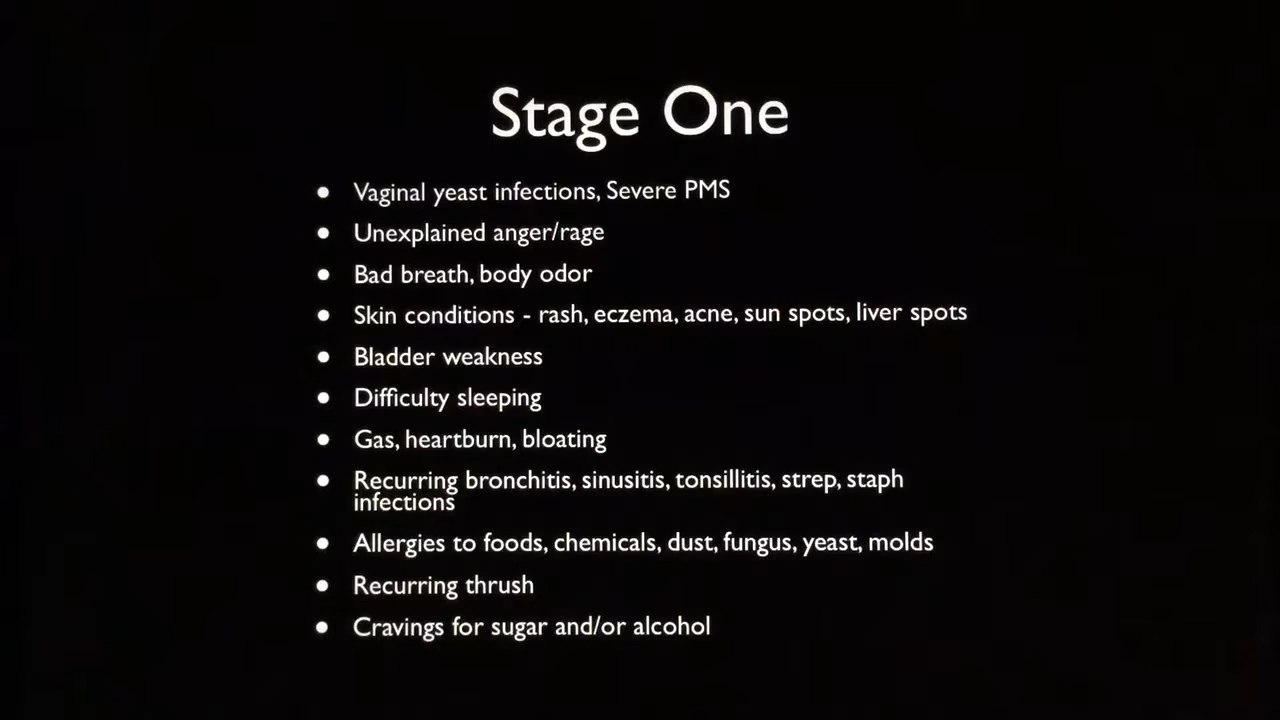 Stage One
• Vaginal yeast infections, Severe PMS
• Unexplained anger/rage
• Bad breath, body odor
• Skin conditions - rash, eczema, acne, sun spots, liver spots
• Bladder weakness
• Difficulty sleeping
• Gas, heartburn, bloating
• Recurring bronchitis, sinusitis, tonsillitis, strep, staph
infections
• Allergies to foods, chemicals, dust, fungus, yeast, molds
• Recurring thrush
• Cravings for sugar and/or alcohol